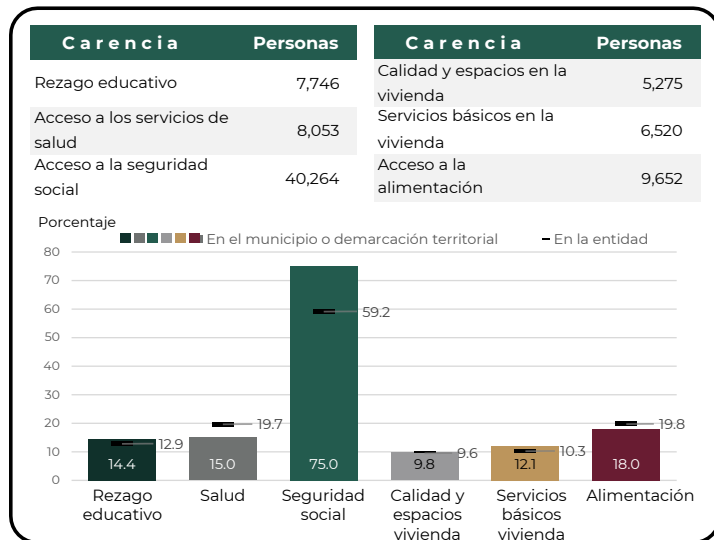 Carencia Personas
Rezago educativo 7,746
Acceso a los servicios de
salud 8,053
Acceso a la seguridad
social 40,264
Carencia Personas
Calidad y espacios en la
vivienda 5,275
Servicios básicos en la
vivienda 6,520
Acceso a la
alimentación 9,652
Porcentaje
En el municipio o demarcación territorial En la entidad
80
70
60
50
40
30
20
10
0
14.4 15.0 75.0 9.8 12.1 18.0
12.9 19.7 59.2 9.6 10.3 19.8
Rezago
educativo
Salud
Seguridad
social
Calidad y
espacios
vivienda
Servicios
básicos
vivienda
Alimentación